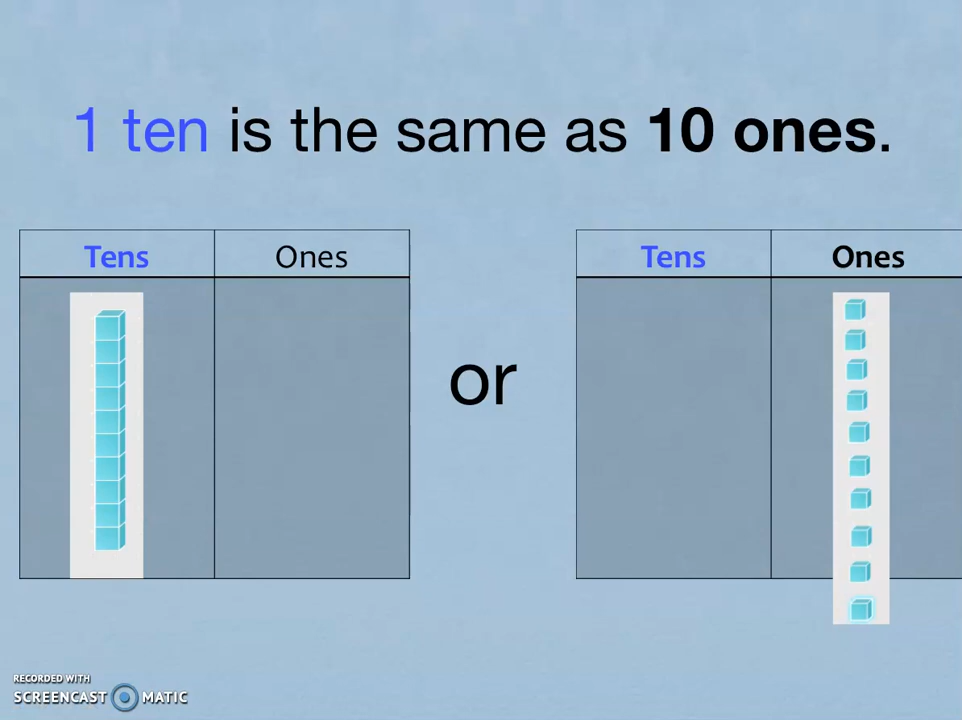 1 ten is the same as 10 ones.
Tens Ones
Tens Ones
or
RECORDED WITH
SCREENCAST MATIC